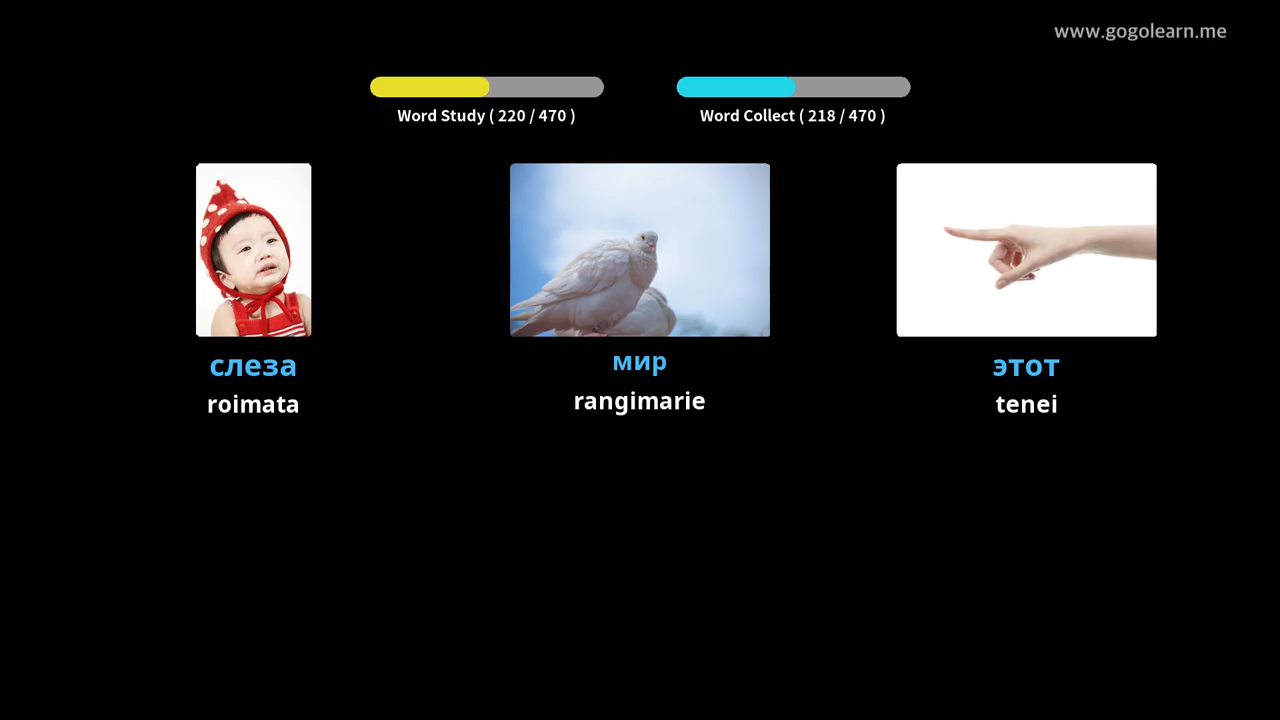 www.gogolearn.me
Word Study ( 220 / 470 )
Word Collect ( 218 / 470 )
слеза
roimata
мир
rangimarie
этот
tenei